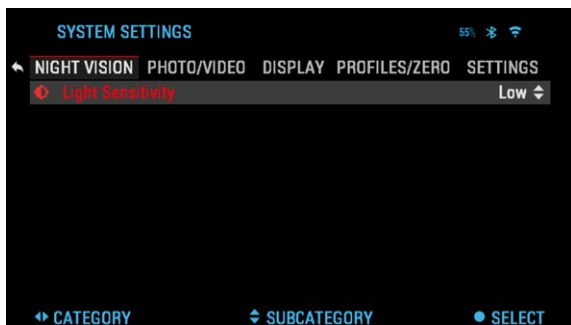 SYSTEM SETTINGS 55%
NIGHT VISION PHOTO/VIDEO DISPLAY PROFILES/ZERO SETTINGS
Light Sensitivity Low
CATEGORY SUBCATEGORY SELECT